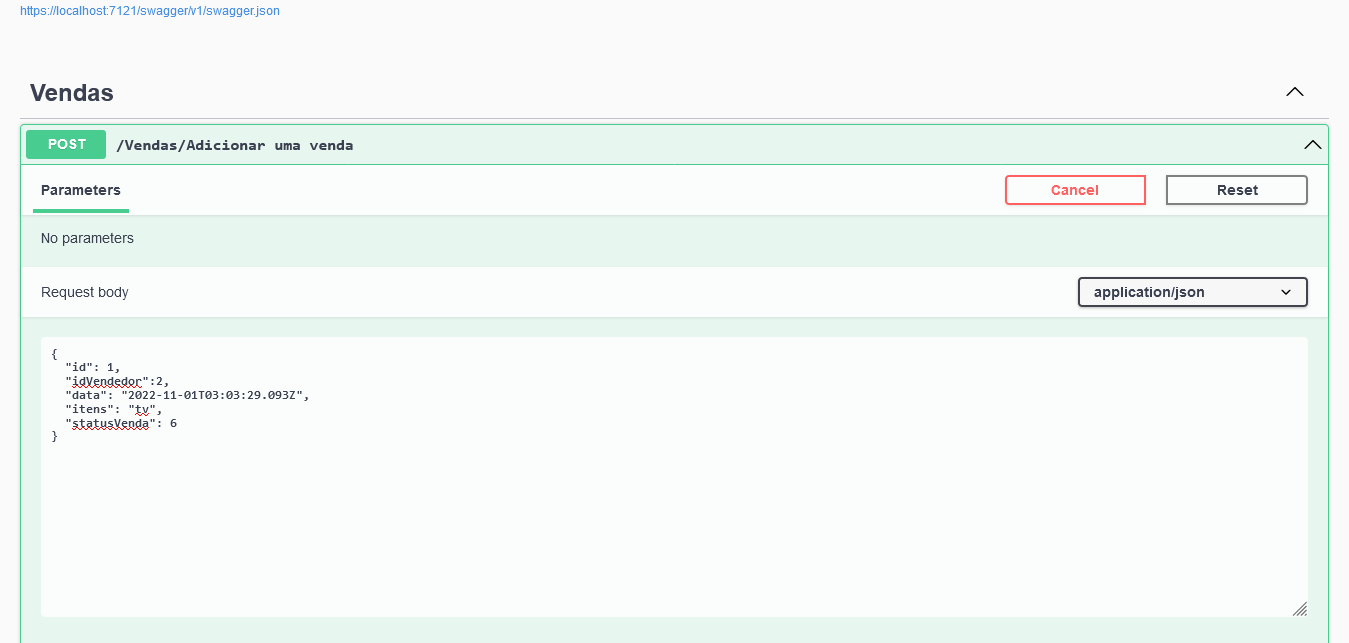 https://localhost:7121/swagger/v1/swagger.json
Vendas
POST /Vendas/Adicionar uma venda
Parameters Cancel Reset
No parameters
Request body application/json
{
"id": 1,
"idVendedor":2,
"data": "2022-11-01T03:03:29.093Z",
"itens": "tv",
"statusVenda": 6
}